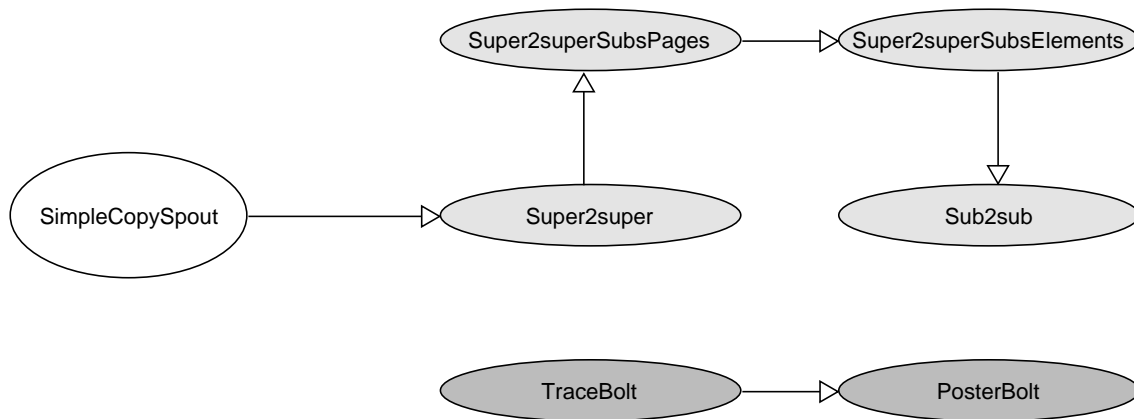 Super2superSubsPages
Super2superSubsElements
SimpleCopySpout
Super2super
Sub2sub
TraceBolt
PosterBolt